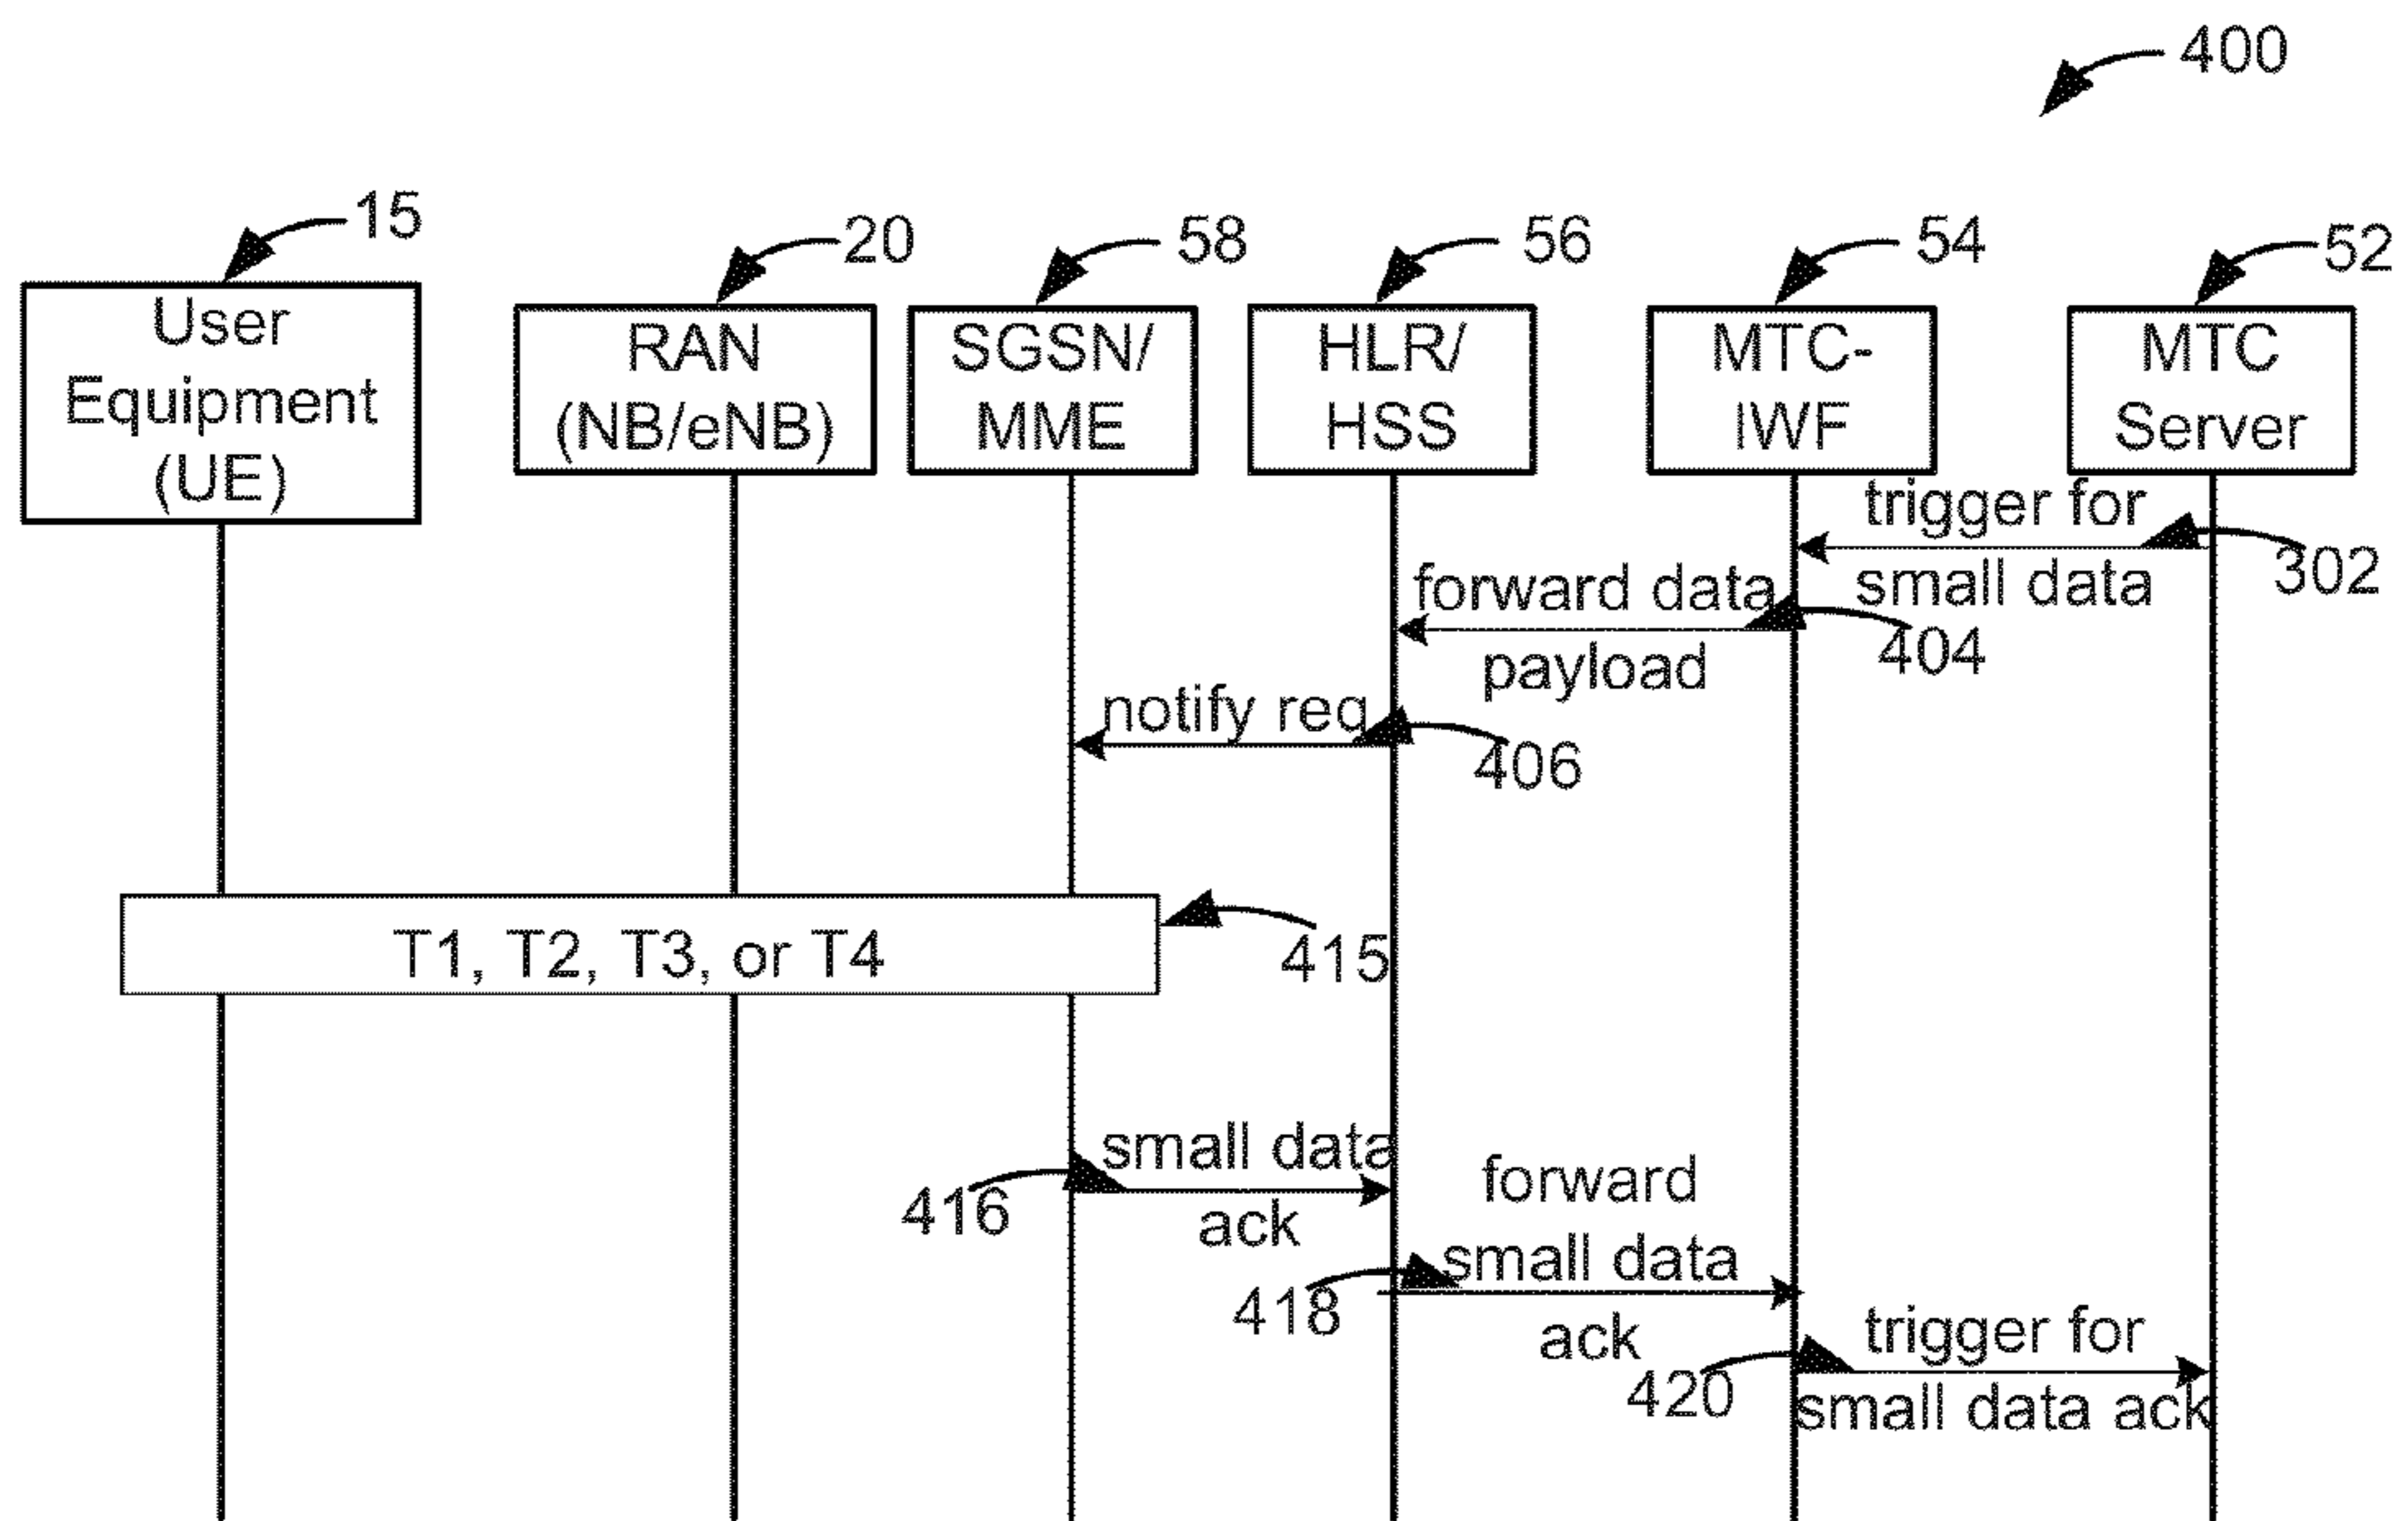 400
15
20
58
56
54
52
User
Equipment
(UE)
RAN
(NB/eNB)
SGSN/
MME
HLR/
HSS
MTC-
IWF
MTC
Server
trigger for
small data
302
forward data
payload
404
notify req
406
T1, T2, T3, or T4
415
small data
ack
416
forward
small data
ack
418
trigger for
small data ack
420